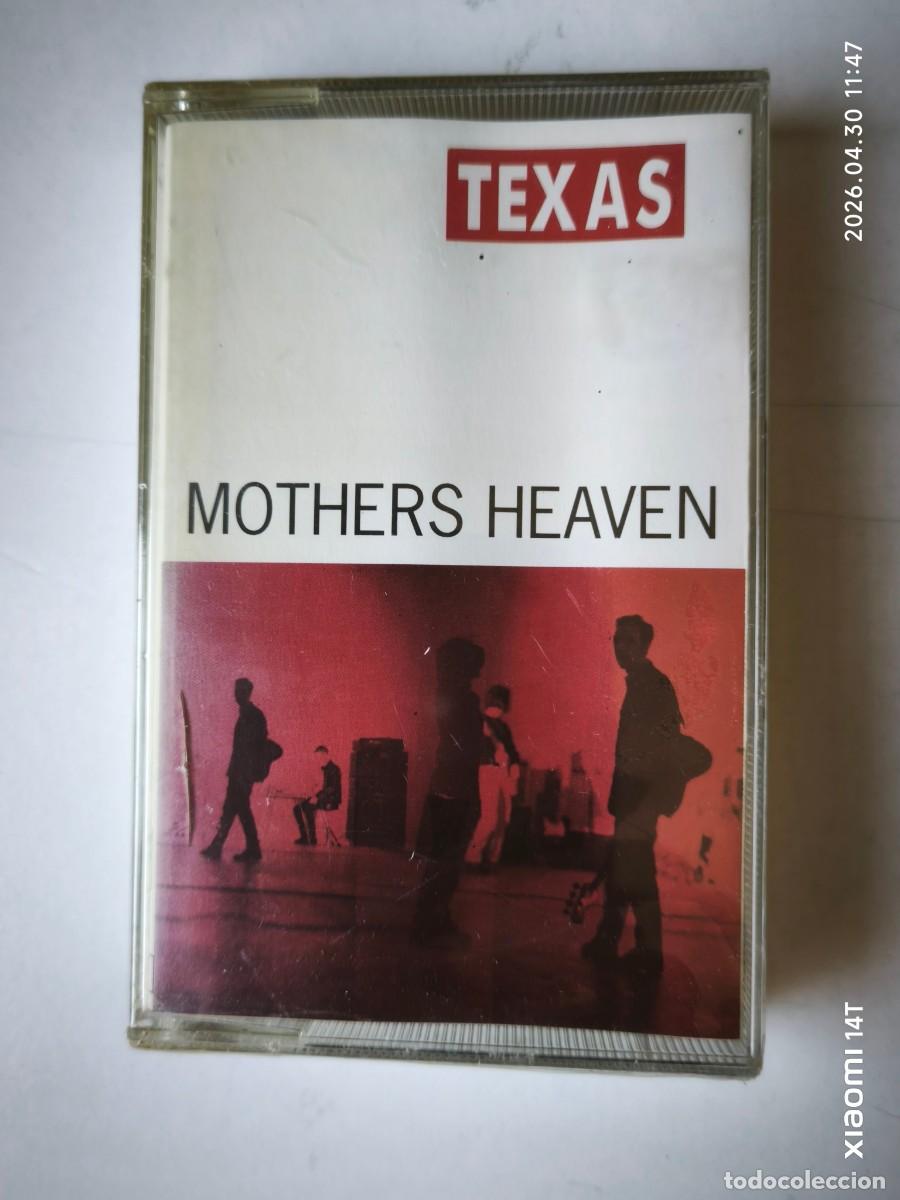 TEXAS
MOTHERS HEAVEN
2026.04.30 11:47
xiaomi 14T
todocoleccion